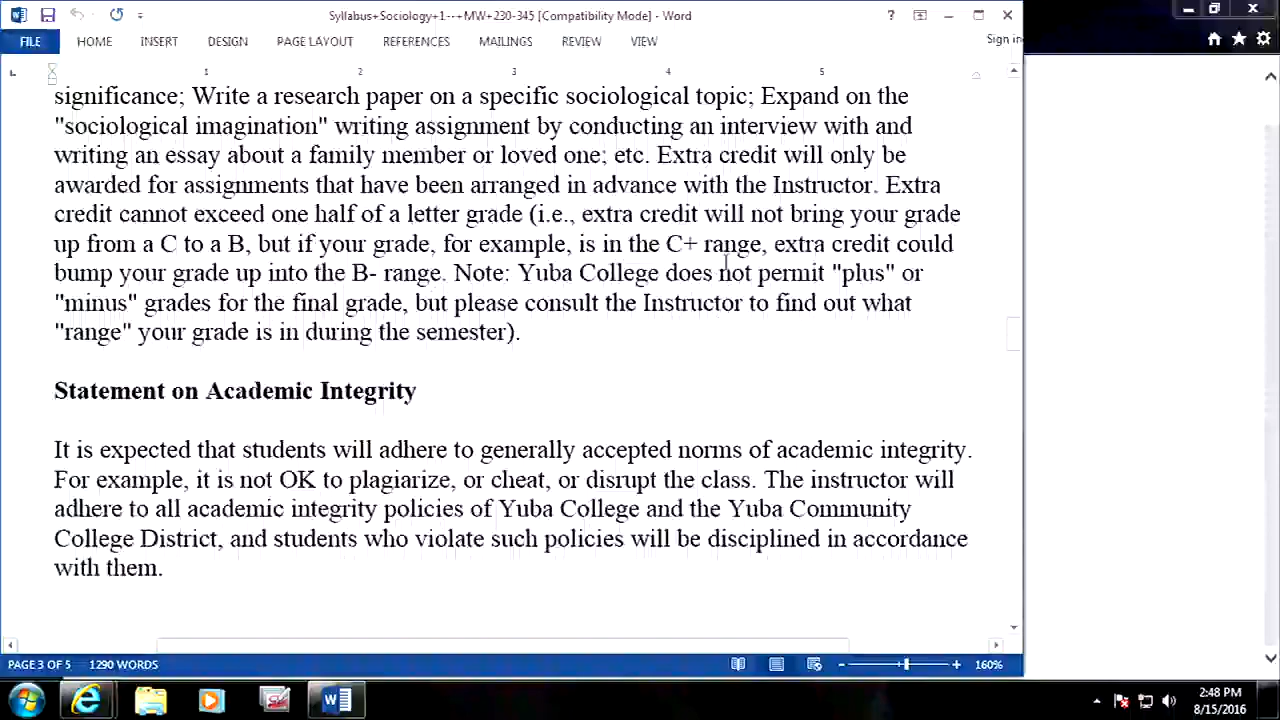 Syllabus+Sociology+1--+MW+230-345 [Compatibility Mode] - Word
?
FILE HOME INSERT DESIGN PAGE LAYOUT REFERENCES MAILINGS REVIEW VIEW Sign in
1 2 3 4 5
significance; Write a research paper on a specific sociological topic; Expand on the
"sociological imagination" writing assignment by conducting an interview with and
writing an essay about a family member or loved one; etc. Extra credit will only be
awarded for assignments that have been arranged in advance with the Instructor. Extra
credit cannot exceed one half of a letter grade (i.e., extra credit will not bring your grade
up from a C to a B, but if your grade, for example, is in the C+ range, extra credit could
bump your grade up into the B- range. Note: Yuba College does not permit "plus" or
"minus" grades for the final grade, but please consult the Instructor to find out what
"range" your grade is in during the semester).
Statement on Academic Integrity
It is expected that students will adhere to generally accepted norms of academic integrity.
For example, it is not OK to plagiarize, or cheat, or disrupt the class. The instructor will
adhere to all academic integrity policies of Yuba College and the Yuba Community
College District, and students who violate such policies will be disciplined in accordance
with them.
PAGE 3 OF 5 1290 WORDS 160%
2:48 PM
8/15/2016